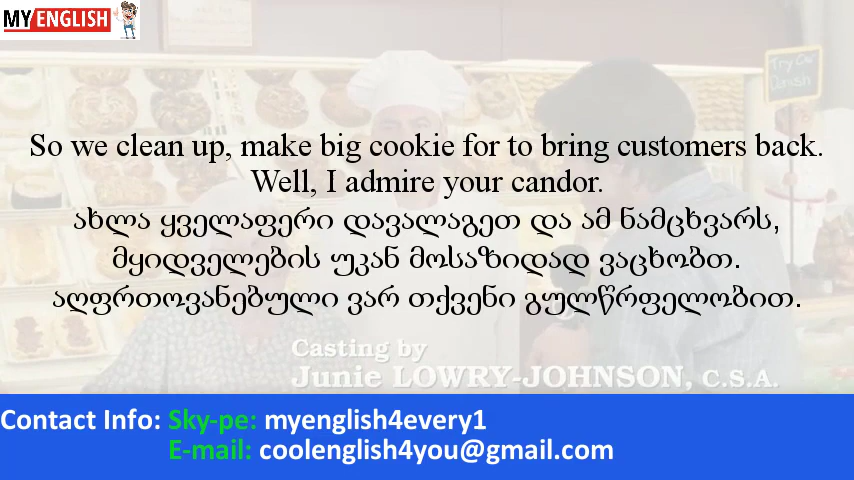 MY ENGLISH
Try Our
Danish
So we clean up, make big cookie for to bring customers back.
Well, I admire your candor.
ახლა ყველაფერი დავალაგეთ და ამ ნამცხვარს,
მყიდველების უკან მოსაზიდად ვაცხობთ.
აღფრთოვანებული ვარ თქვენი გულწრფელობით.
Casting by
Junie LOWRY-JOHNSON, C.S.A.
Contact Info: Sky-pe: myenglish4every1
E-mail: coolenglish4you@gmail.com